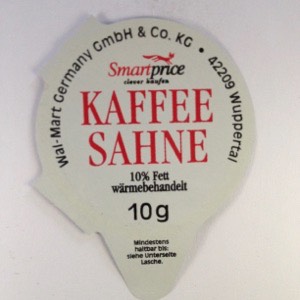 Wal-Mart Germany GmbH & Co. KG • 42209 Wuppertal
Smartprice
clever kaufen
KAFFEE
SAHNE
10% Fett
wärmebehandelt
10 g
Mindestens
haltbar bis:
siehe Unterseite
Lasche.